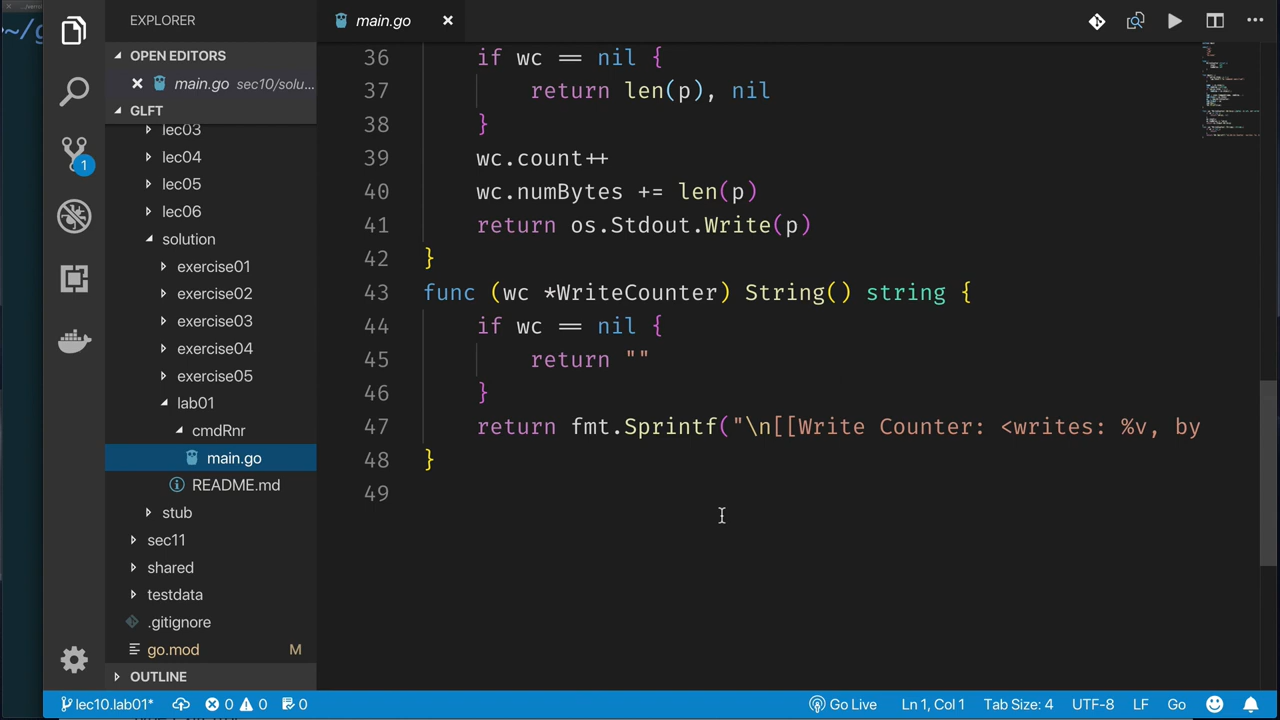 EXPLORER
main.go
OPEN EDITORS
main.go sec10/solu...
GLFT
lec03
lec04
lec05
lec06
solution
exercise01
exercise02
exercise03
exercise04
exercise05
lab01
cmdRnr
main.go
README.md
stub
sec11
shared
testdata
.gitignore
go.mod M
OUTLINE
1
36 if wc == nil {
37 return len(p), nil
38 }
39 wc.count++
40 wc.numBytes += len(p)
41 return os.Stdout.Write(p)
42 }
43 func (wc *WriteCounter) String() string {
44 if wc == nil {
45 return ""
46 }
47 return fmt.Sprintf("\n[[Write Counter: <writes: %v, by
48 }
49
lec10.lab01* 0 0 0 Go Live Ln 1, Col 1 Tab Size: 4 UTF-8 LF Go